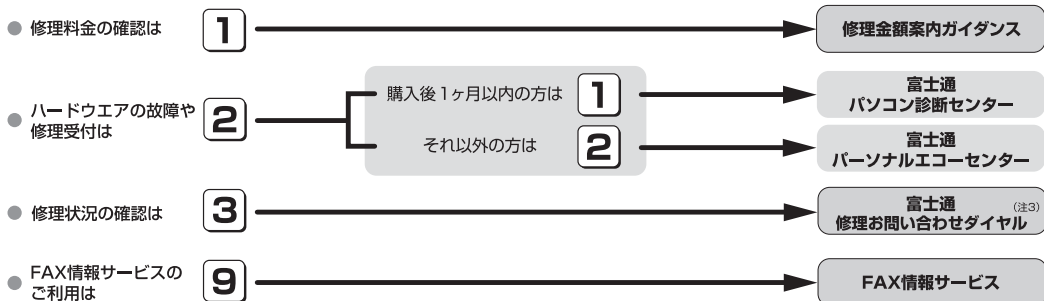 ● 修理料金の確認は 1 修理金額案内ガイダンス
● ハードウエアの故障や
修理受付は 2
購入後1ヶ月以内の方は 1 富士通
パソコン診断センター
それ以外の方は 2 富士通
パーソナルエコーセンター
● 修理状況の確認は 3 富士通 (注3)
修理お問い合わせダイヤル
● FAX情報サービスの
ご利用は 9 FAX情報サービス